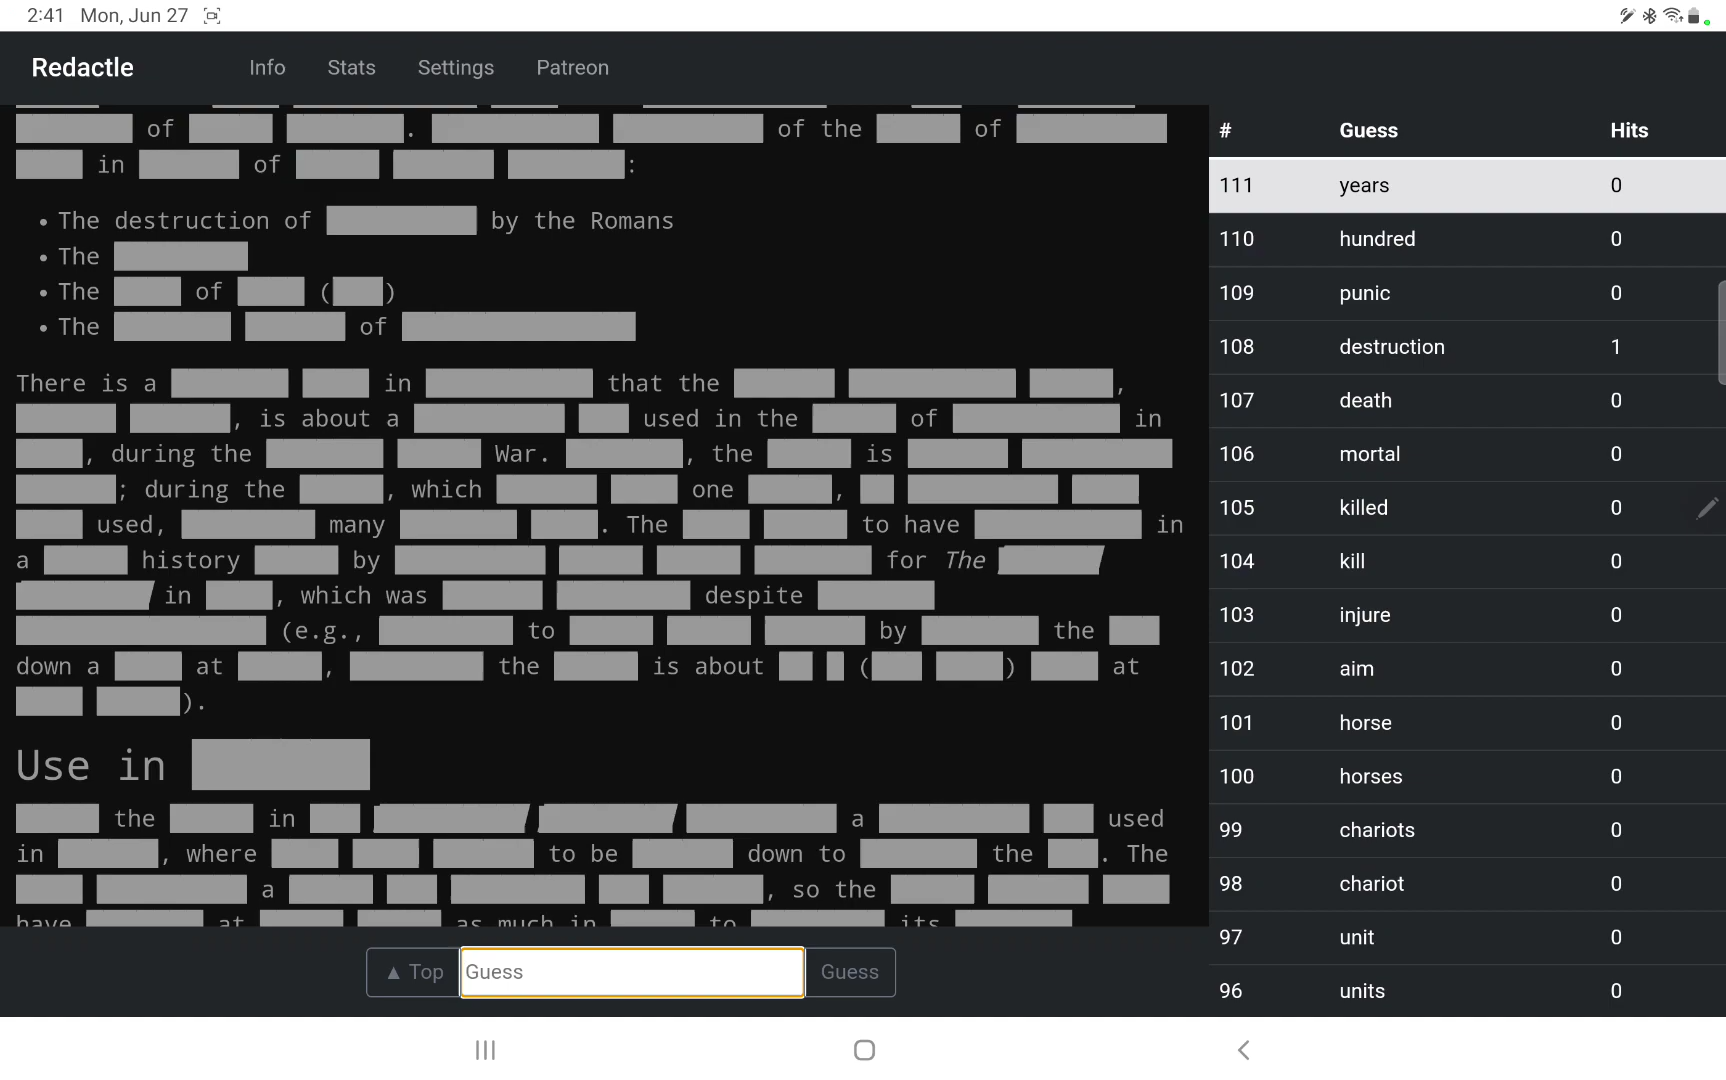 2:41 Mon, Jun 27
Redactle Info Stats Settings Patreon
of . of the of
in of :
• The destruction of by the Romans
• The
• The of ( )
• The of
There is a in that the ,
, is about a used in the of in
, during the War. , the is
; during the , which one ,
used, many . The to have in
a history by for The
in , which was despite
(e.g., to by the
down a at , the is about ( ) at
).
Use in
the in a used
in , where to be down to the . The
a , so the
have at as much in to its
▲ Top Guess Guess
# Guess Hits
111 years 0
110 hundred 0
109 punic 0
108 destruction 1
107 death 0
106 mortal 0
105 killed 0
104 kill 0
103 injure 0
102 aim 0
101 horse 0
100 horses 0
99 chariots 0
98 chariot 0
97 unit 0
96 units 0